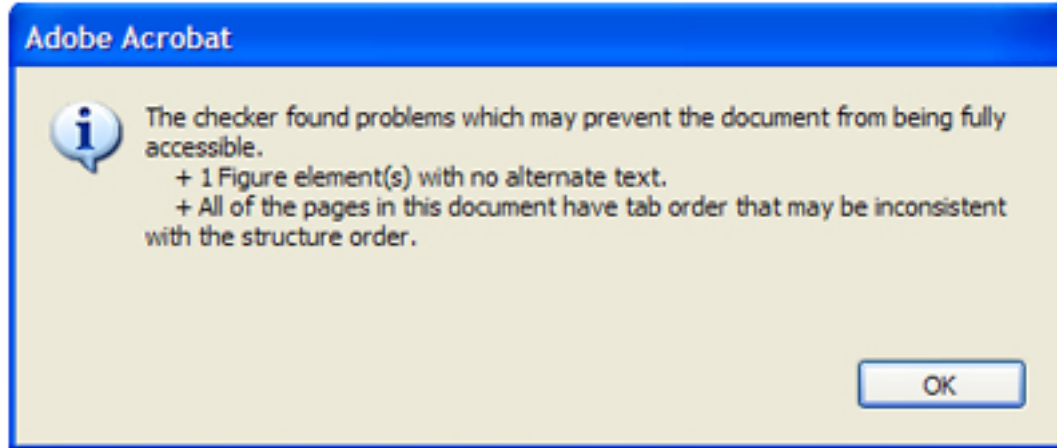 Adobe Acrobat
The checker found problems which may prevent the document from being fully
accessible.
+ 1 Figure element(s) with no alternate text.
+ All of the pages in this document have tab order that may be inconsistent
with the structure order.
OK